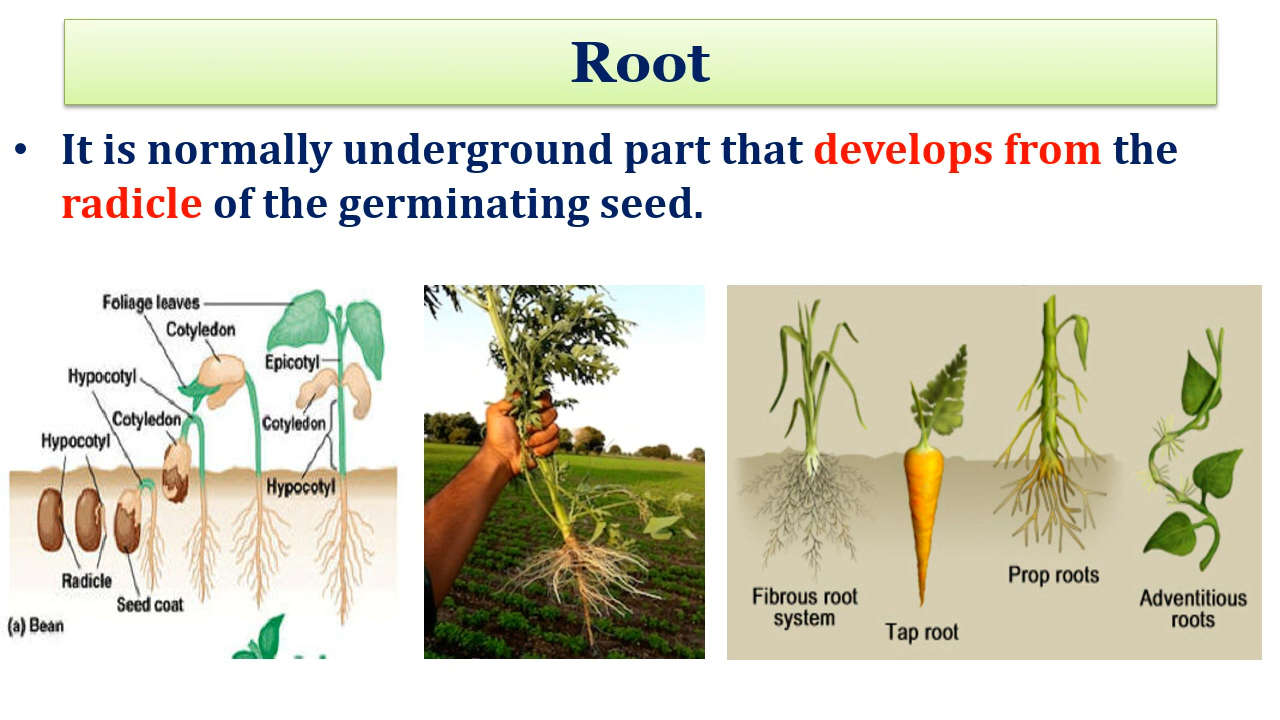 Root
• It is normally underground part that develops from the
radicle of the germinating seed.
Foliage leaves
Cotyledon
Epicotyl
Hypocotyl
Cotyledon
Cotyledon
Hypocotyl
Hypocotyl
Radicle
Seed coat
(a) Bean
Fibrous root
system
Tap root
Prop roots
Adventitious
roots